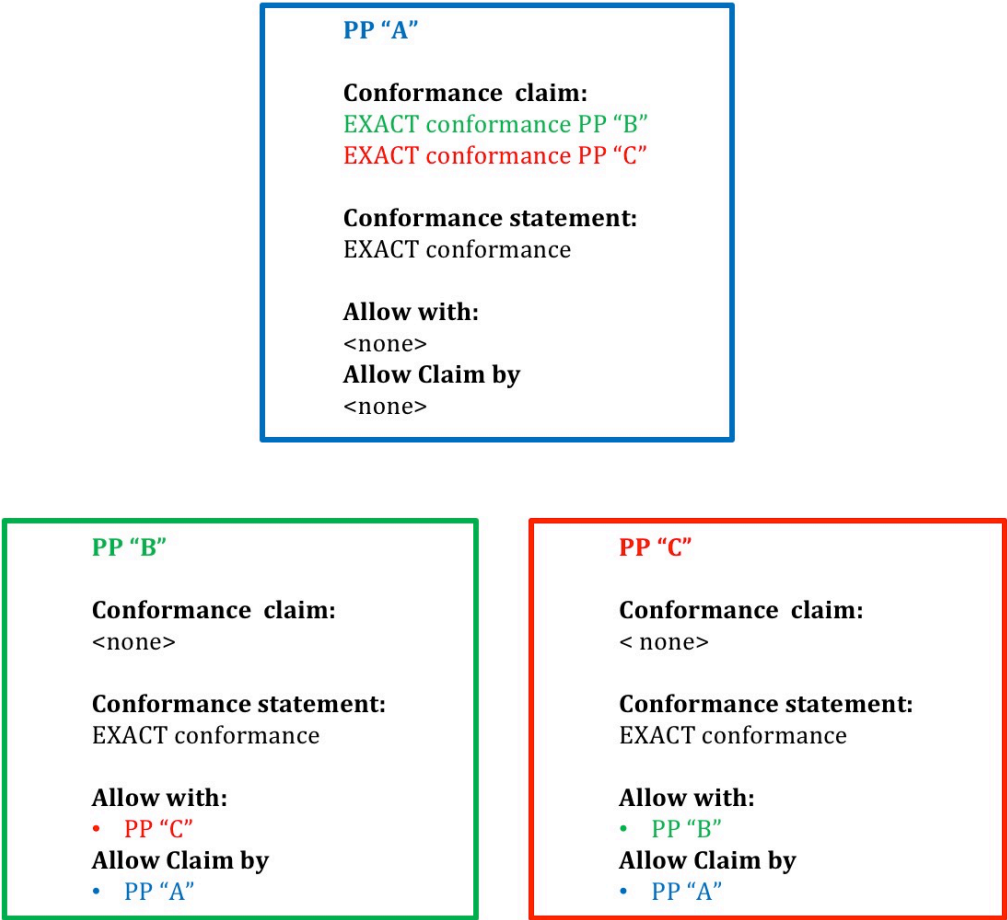 PP “A”
Conformance claim:
EXACT conformance PP “B”
EXACT conformance PP “C”
Conformance statement:
EXACT conformance
Allow with:
<none>
Allow Claim by
<none>
PP “B”
Conformance claim:
<none>
Conformance statement:
EXACT conformance
Allow with:
• PP “C”
Allow Claim by
• PP “A”
PP “C”
Conformance claim:
< none>
Conformance statement:
EXACT conformance
Allow with:
• PP “B”
Allow Claim by
• PP “A”